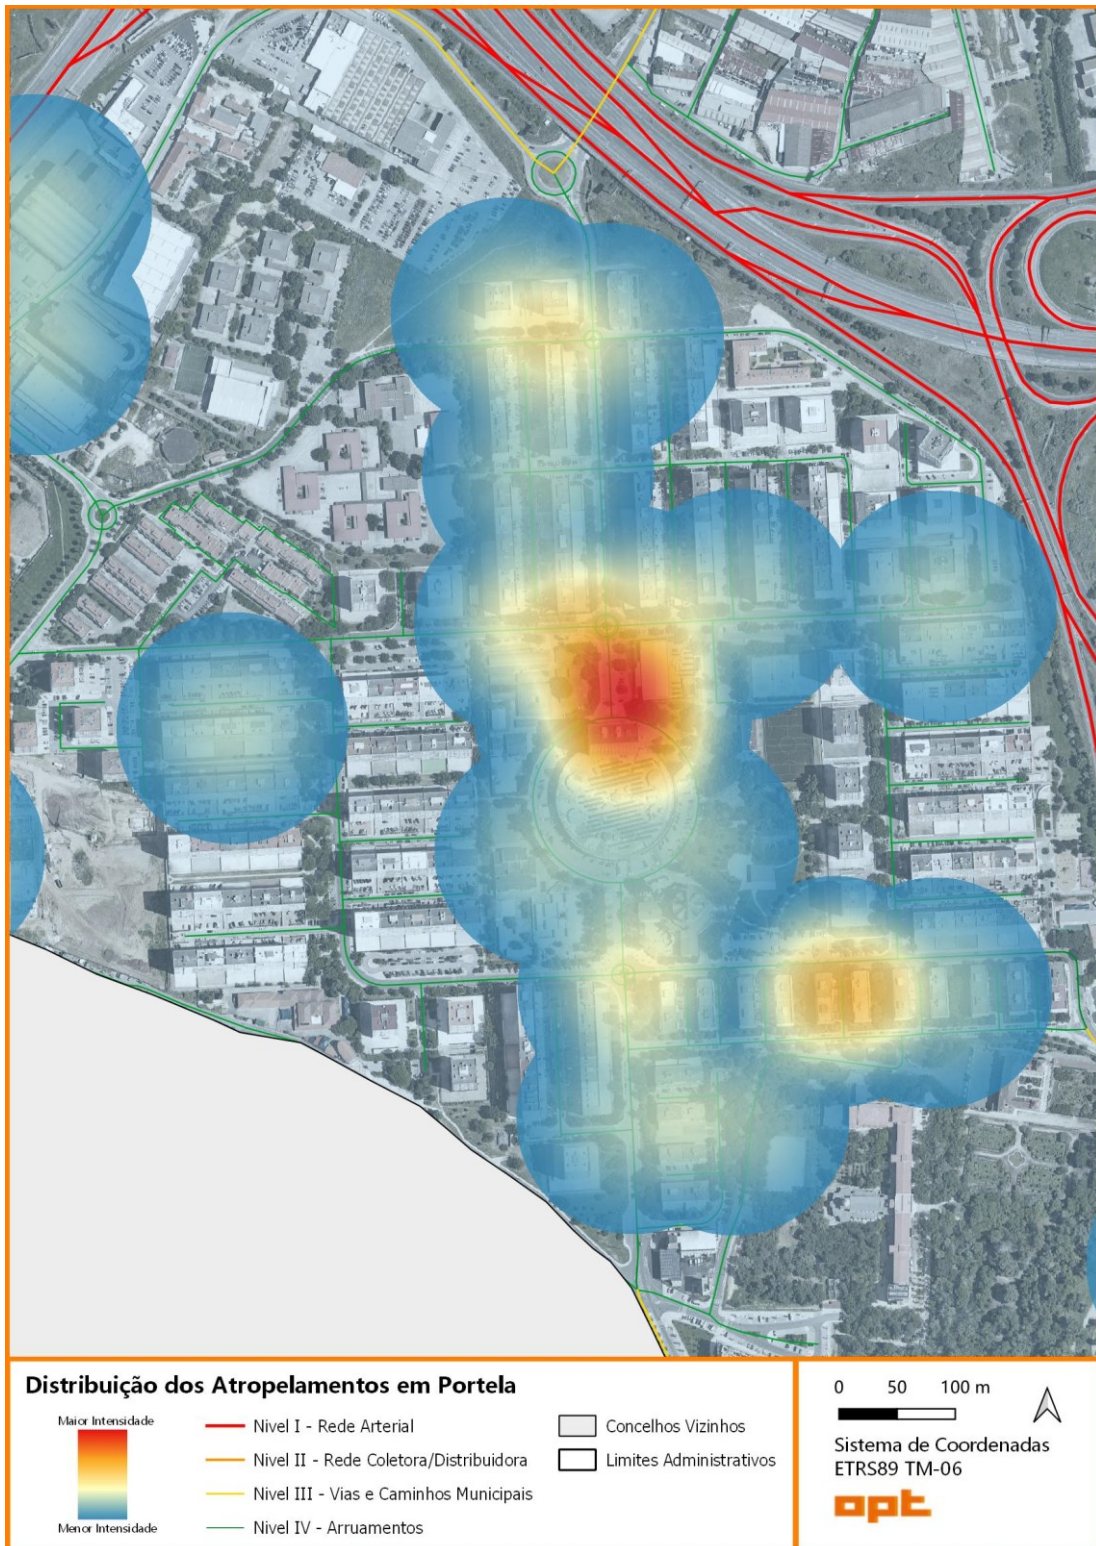 Distribuição dos Atropelamentos em Portela
Maior Intensidade
Menor Intensidade
Nivel I - Rede Arterial
Nivel II - Rede Coletora/Distribuidora
Nivel III - Vias e Caminhos Municipais
Nivel IV - Arruamentos
Concelhos Vizinhos
Limites Administrativos
0 50 100 m
Sistema de Coordenadas
ETRS89 TM-06
opt